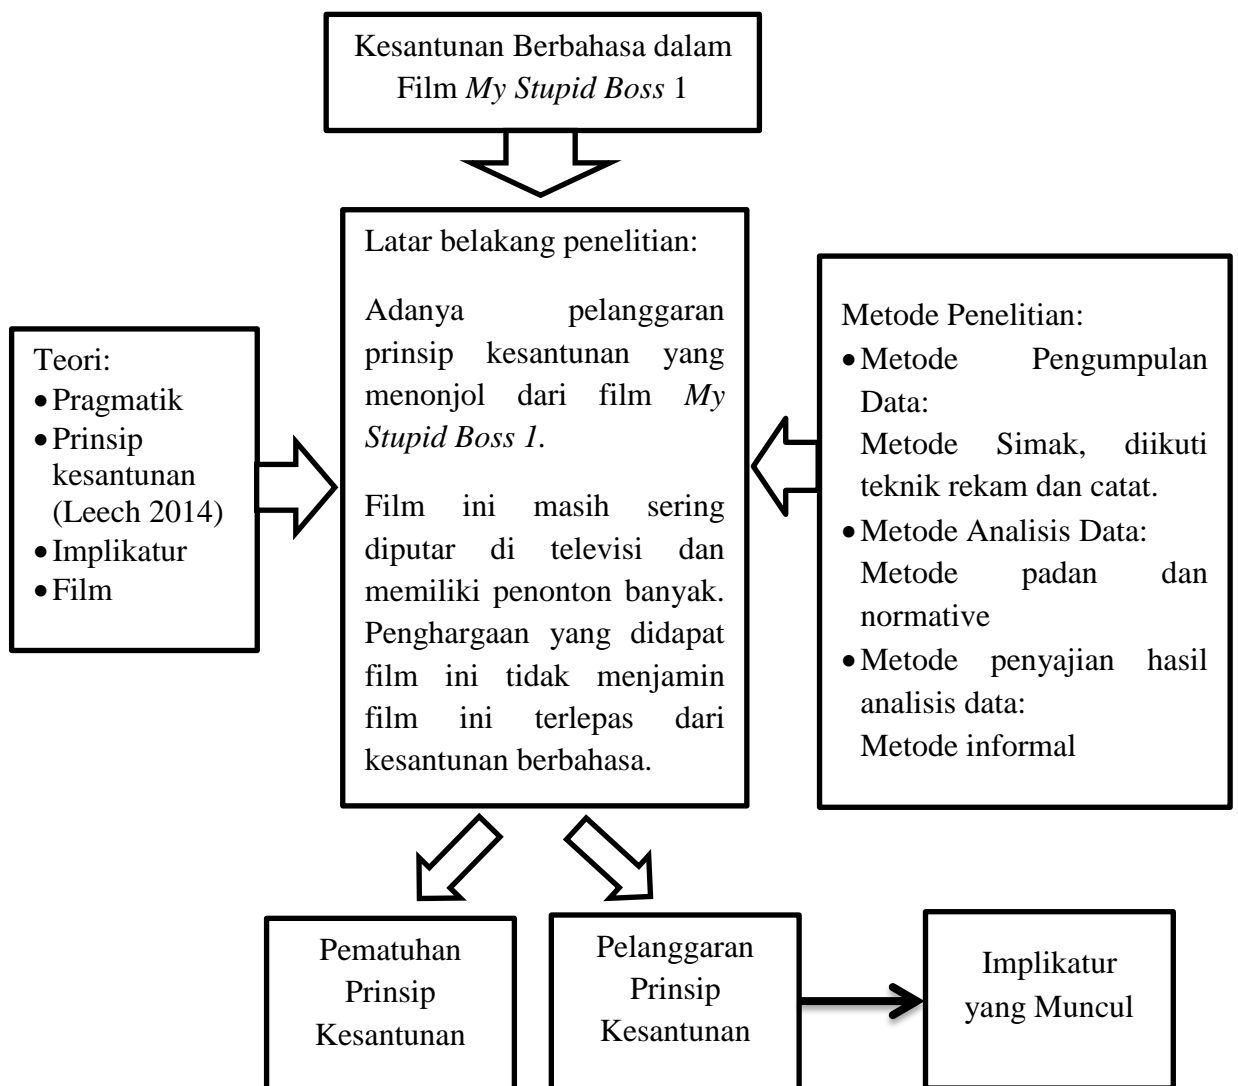 Kesantunan Berbahasa dalam
Film My Stupid Boss 1
Latar belakang penelitian:
Adanya pelanggaran
prinsip kesantunan yang
menonjol dari film My
Stupid Boss 1.
Film ini masih sering
diputar di televisi dan
memiliki penonton banyak.
Penghargaan yang didapat
film ini tidak menjamin
film ini terlepas dari
kesantunan berbahasa.
Teori:
• Pragmatik
• Prinsip
kesantunan
(Leech 2014)
• Implikatur
• Film
Metode Penelitian:
• Metode Pengumpulan
Data:
Metode Simak, diikuti
teknik rekam dan catat.
• Metode Analisis Data:
Metode padan dan
normative
• Metode penyajian hasil
analisis data:
Metode informal
Pematuhan
Prinsip
Kesantunan
Pelanggaran
Prinsip
Kesantunan
Implikatur
yang Muncul